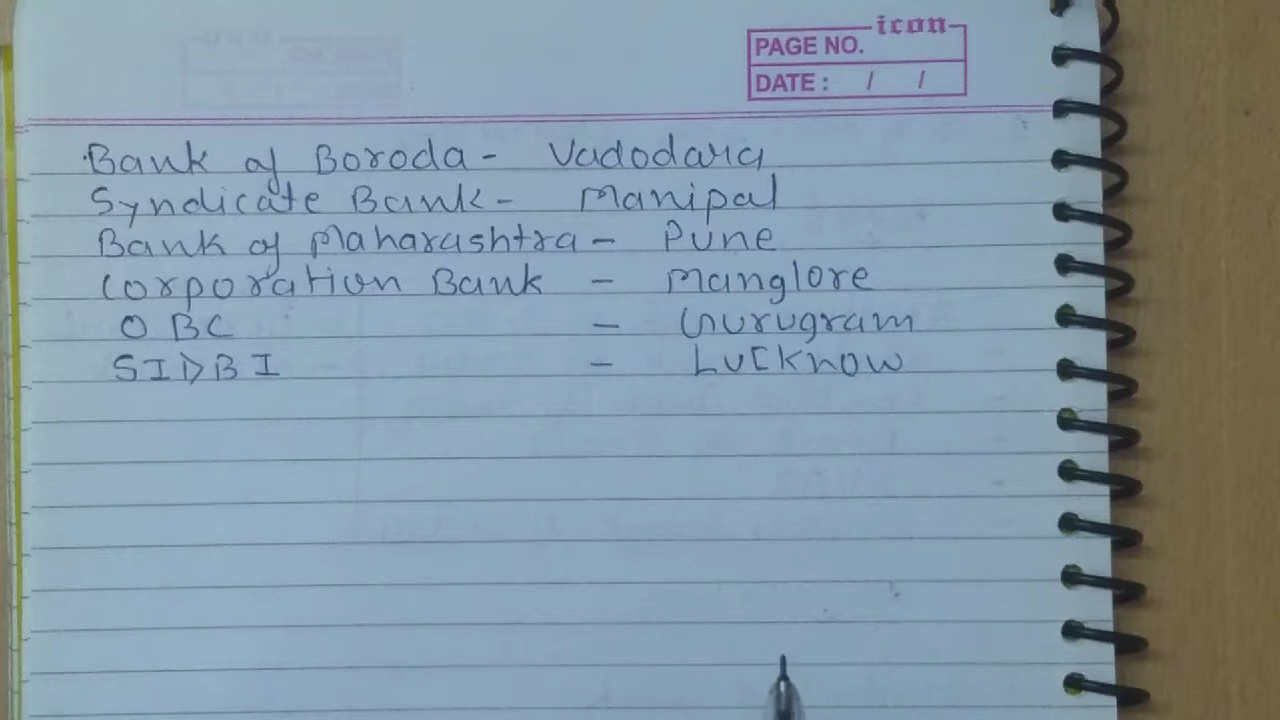 icon
PAGE NO.
DATE : / /
Bank of Boroda - Vadodara
Syndicate Bank - Manipal
Bank of Maharashtra - Pune
Corporation Bank - Manglore
OBC - Gurugram
SIDBI - Lucknow